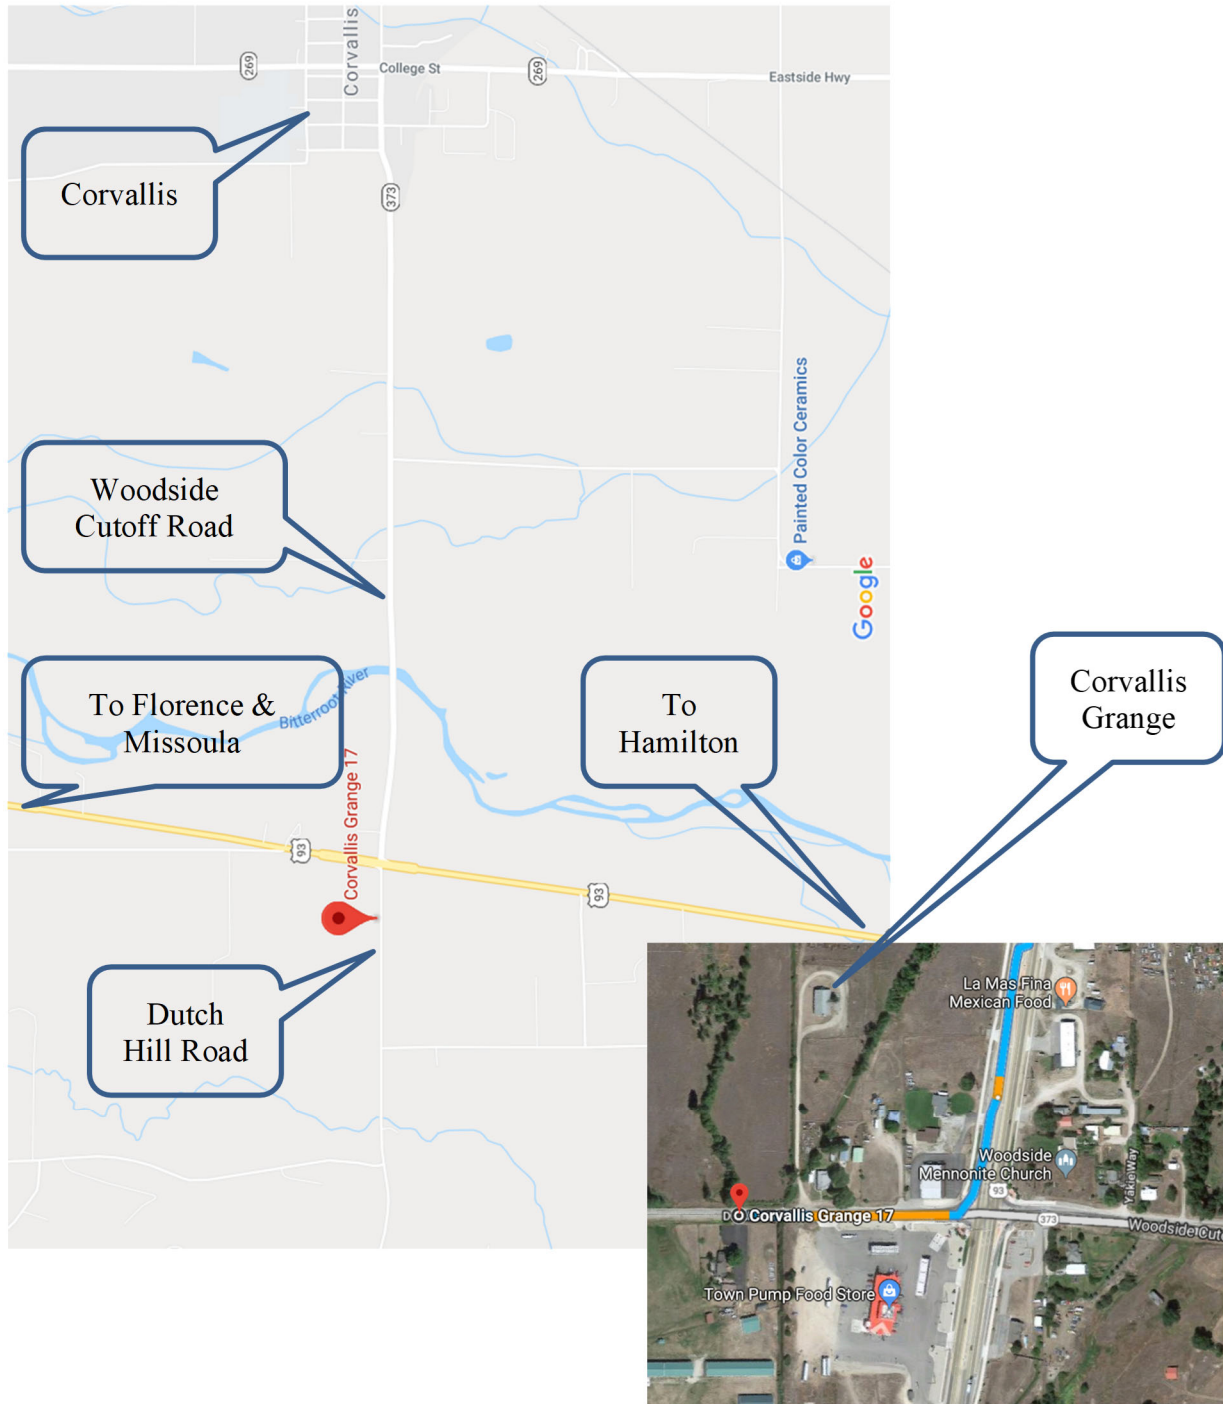 Corvallis
269
College St
269
Eastside Hwy
Corvallis
373
Woodside
Cutoff Road
Painted Color Ceramics
Google
To Florence &
Missoula
Bitterroot River
To
Hamilton
Corvallis
Grange
93
Corvallis Grange 17
93
Dutch
Hill Road
La Mas Fina
Mexican Food
Woodside
Mennonite Church
Yakie Way
93
Corvallis Grange 17
373
Woodside Cuto
Town Pump Food Store